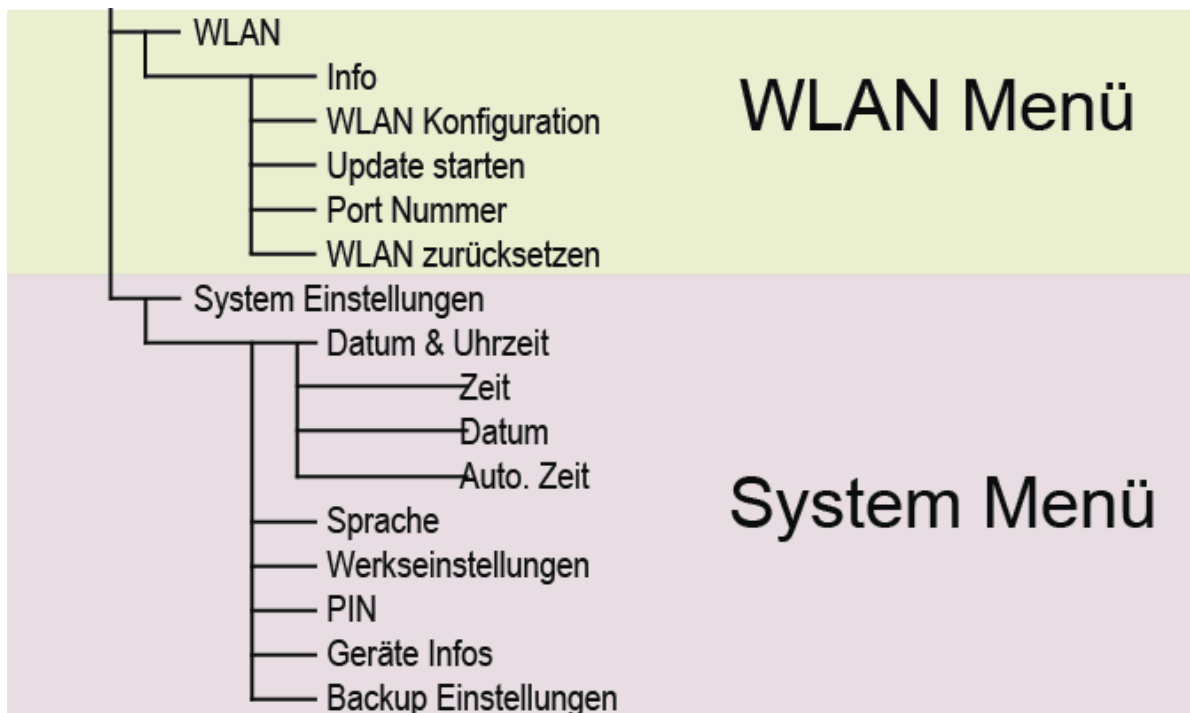 WLAN
Info
WLAN Konfiguration
Update starten
Port Nummer
WLAN zurücksetzen
WLAN Menü
System Einstellungen
Datum & Uhrzeit
Zeit
Datum
Auto. Zeit
Sprache
Werkseinstellungen
PIN
Geräte Infos
Backup Einstellungen
System Menü